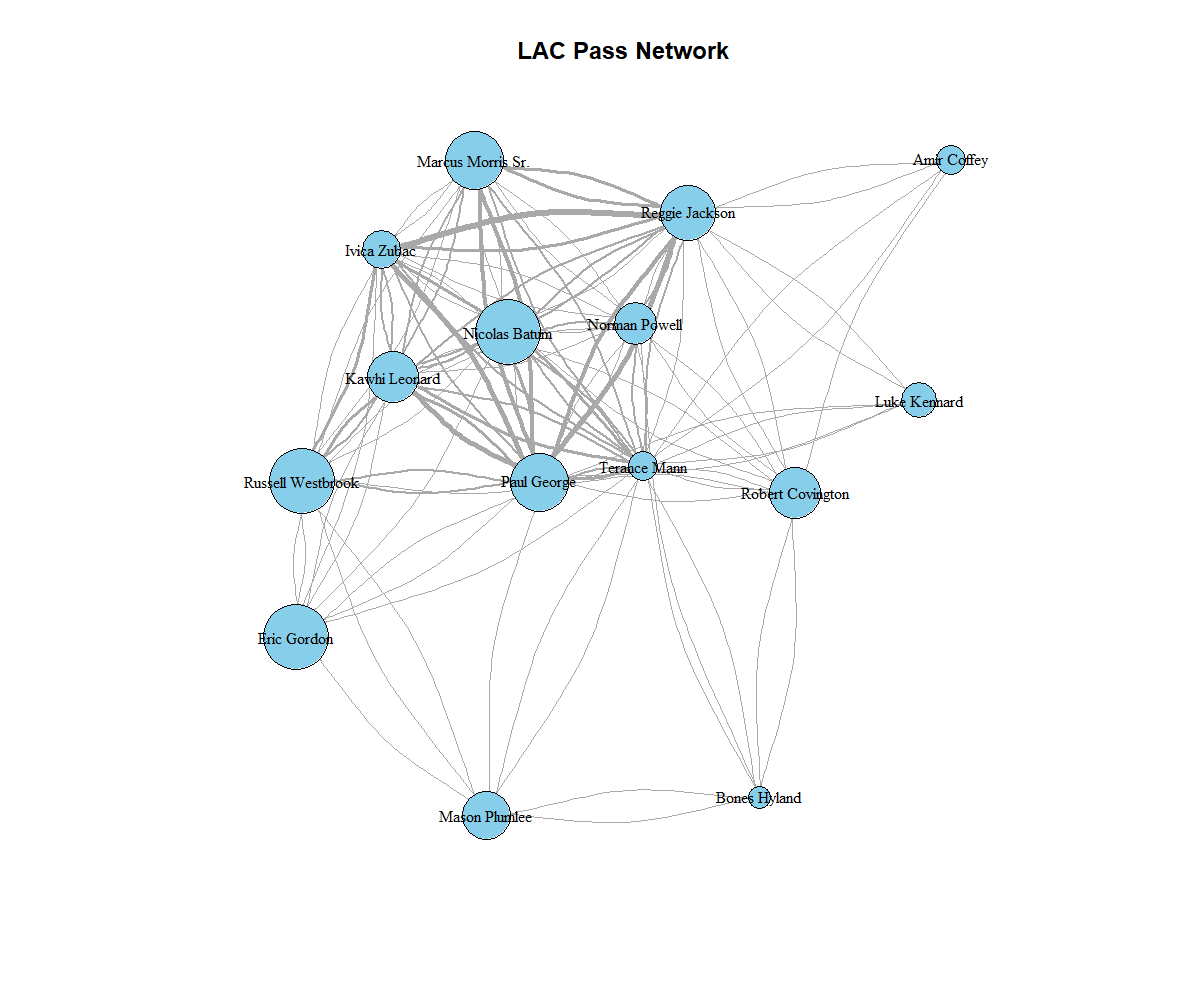 LAC Pass Network
Marcus Morris Sr.
Amir Coffey
Reggie Jackson
Ivica Zubac
Norman Powell
Nicolas Batum
Kawhi Leonard
Luke Kennard
Terance Mann
Russell Westbrook
Paul George
Robert Covington
Eric Gordon
Bones Hyland
Mason Plumlee